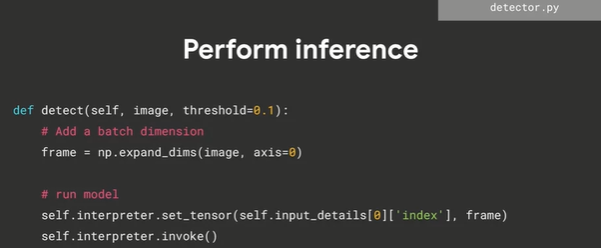 detector.py
Perform inference
def detect(self, image, threshold=0.1):
    # Add a batch dimension
    frame = np.expand_dims(image, axis=0)
    # run model
    self.interpreter.set_tensor(self.input_details[0]['index'], frame)
    self.interpreter.invoke()